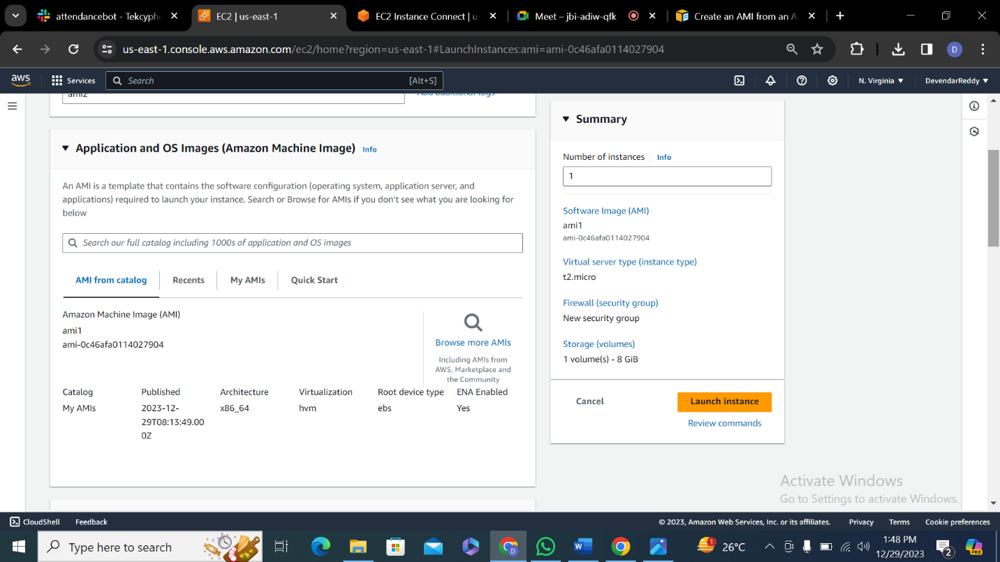 attendancebot - Tekcyph
EC2 | us-east-1
EC2 Instance Connect | u
Meet – jbi-adiw-qfk
Create an AMI from an A
us-east-1.console.aws.amazon.com/ec2/home?region=us-east-1#LaunchInstances:ami=ami-0c46afa0114027904
D
aws
Services
Search
[Alt+S]
N. Virginia
DevendarReddy
ami2
Add additional tags
Application and OS Images (Amazon Machine Image) Info
An AMI is a template that contains the software configuration (operating system, application server, and
applications) required to launch your instance. Search or Browse for AMIs if you don't see what you are looking for
below
Search our full catalog including 1000s of application and OS images
AMI from catalog
Recents
My AMIs
Quick Start
Amazon Machine Image (AMI)
ami1
ami-0c46afa0114027904
Browse more AMIs
Including AMIs from
AWS, Marketplace and
the Community
Catalog
My AMIs
Published
2023-12-
29T08:13:49.00
0Z
Architecture
x86_64
Virtualization
hvm
Root device type
ebs
ENA Enabled
Yes
Summary
Number of instances Info
1
Software Image (AMI)
ami1
ami-0c46afa0114027904
Virtual server type (instance type)
t2.micro
Firewall (security group)
New security group
Storage (volumes)
1 volume(s) - 8 GiB
Cancel
Launch instance
Review commands
Activate Windows
Go to Settings to activate Windows.
CloudShell
Feedback
© 2023, Amazon Web Services, Inc. or its affiliates.
Privacy
Terms
Cookie preferences
Type here to search
D
1
26°C
1:48 PM
12/29/2023
2
PRE